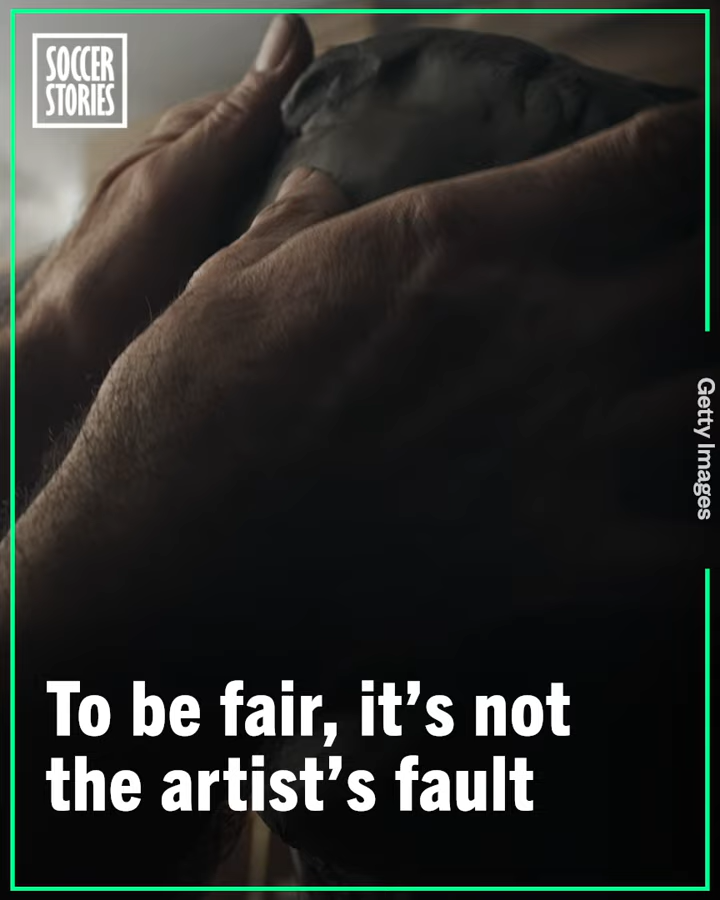 SOCCER
STORIES
Getty Images
To be fair, it’s not
the artist’s fault